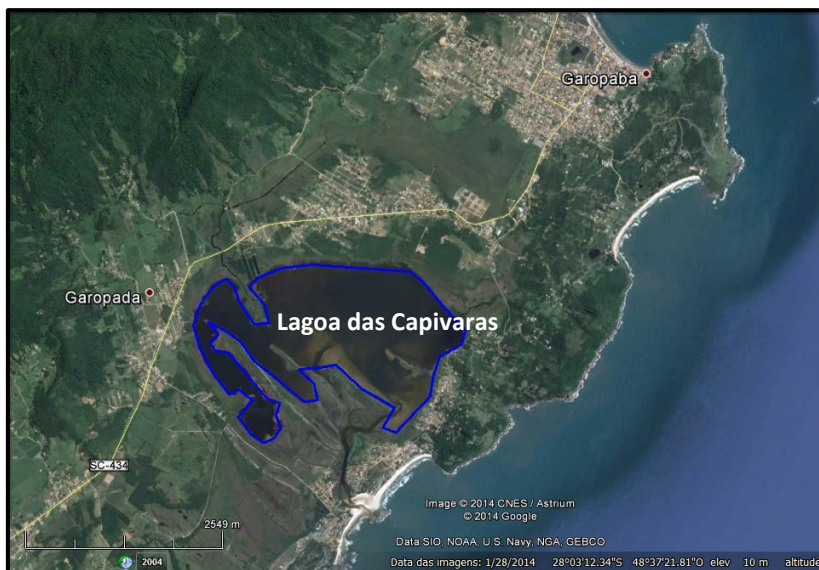 Garopaba
Garopada
Lagoa das Capivaras
SC-434
2549 m
2004
Image © 2014 CNES / Astrium
© 2014 Google
Data SIO, NOAA, U.S. Navy, NGA, GEBCO
Data das imagens: 1/28/2014 28°03'12.34"S 48°37'21.81"O elev 10 m altitude